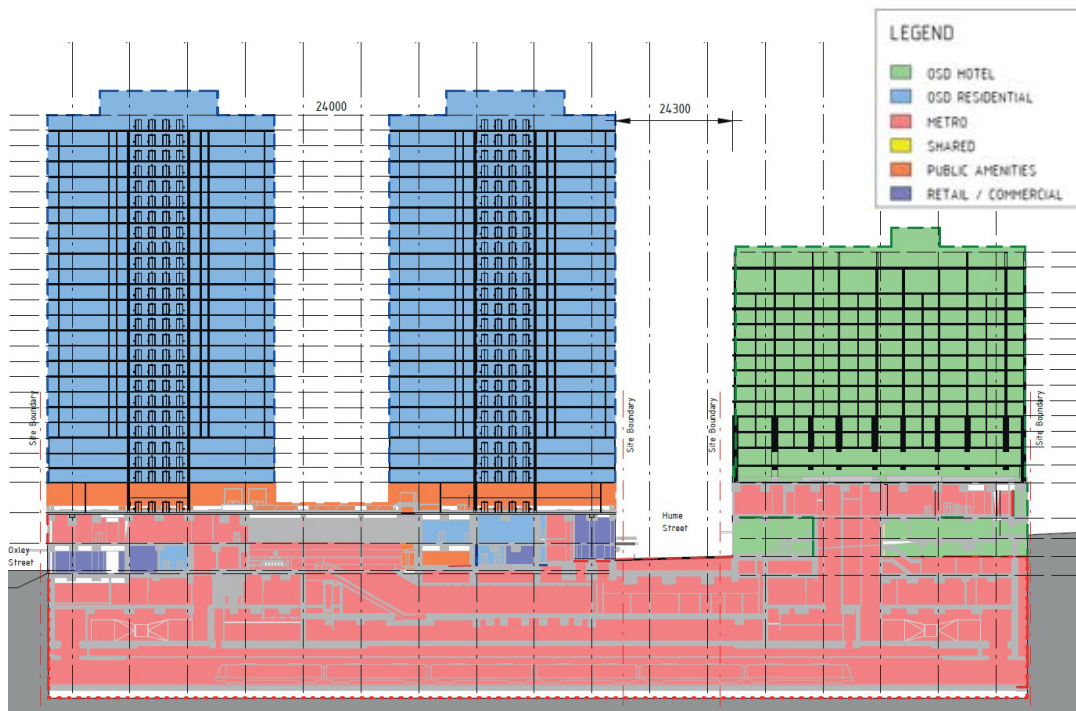 LEGEND
OSD HOTEL
OSD RESIDENTIAL
METRO
SHARED
PUBLIC AMENITIES
RETAIL / COMMERCIAL
24000
24300
Site Boundary
Site Boundary
Site Boundary
Site Boundary
Hume
Street
Oxley
Street